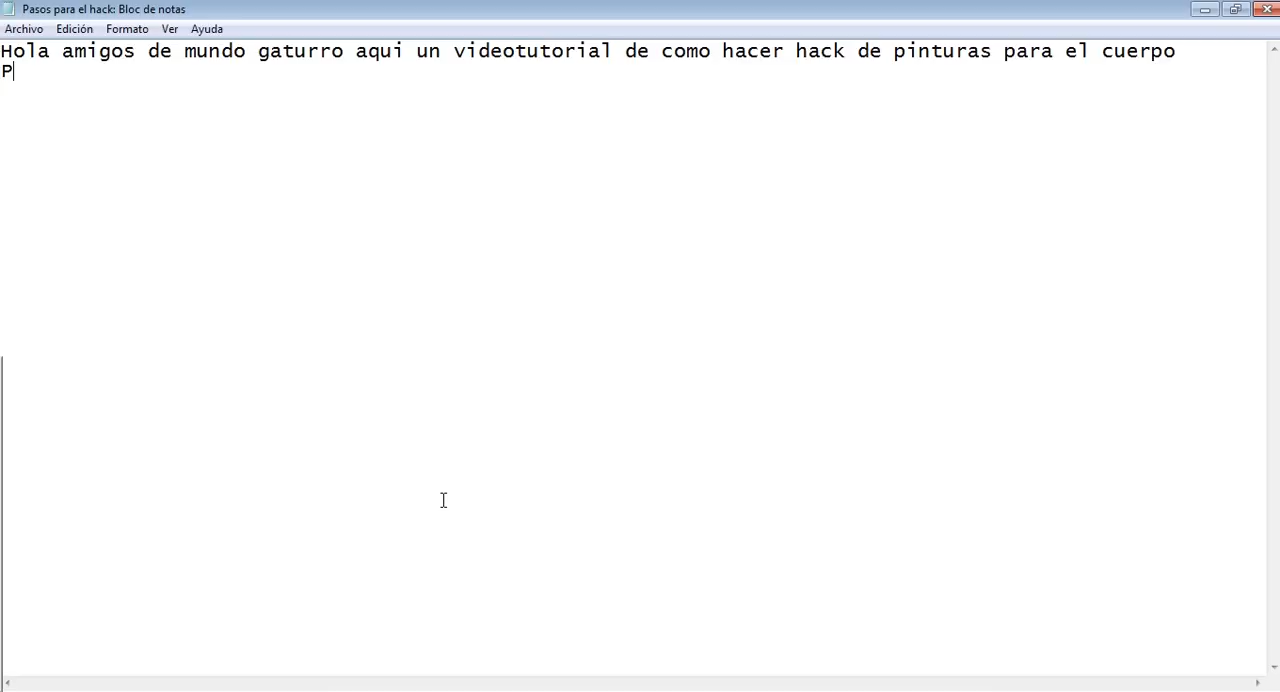 Pasos para el hack: Bloc de notas
Archivo Edición Formato Ver Ayuda
Hola amigos de mundo gaturro aqui un videotutorial de como hacer hack de pinturas para el cuerpo
P